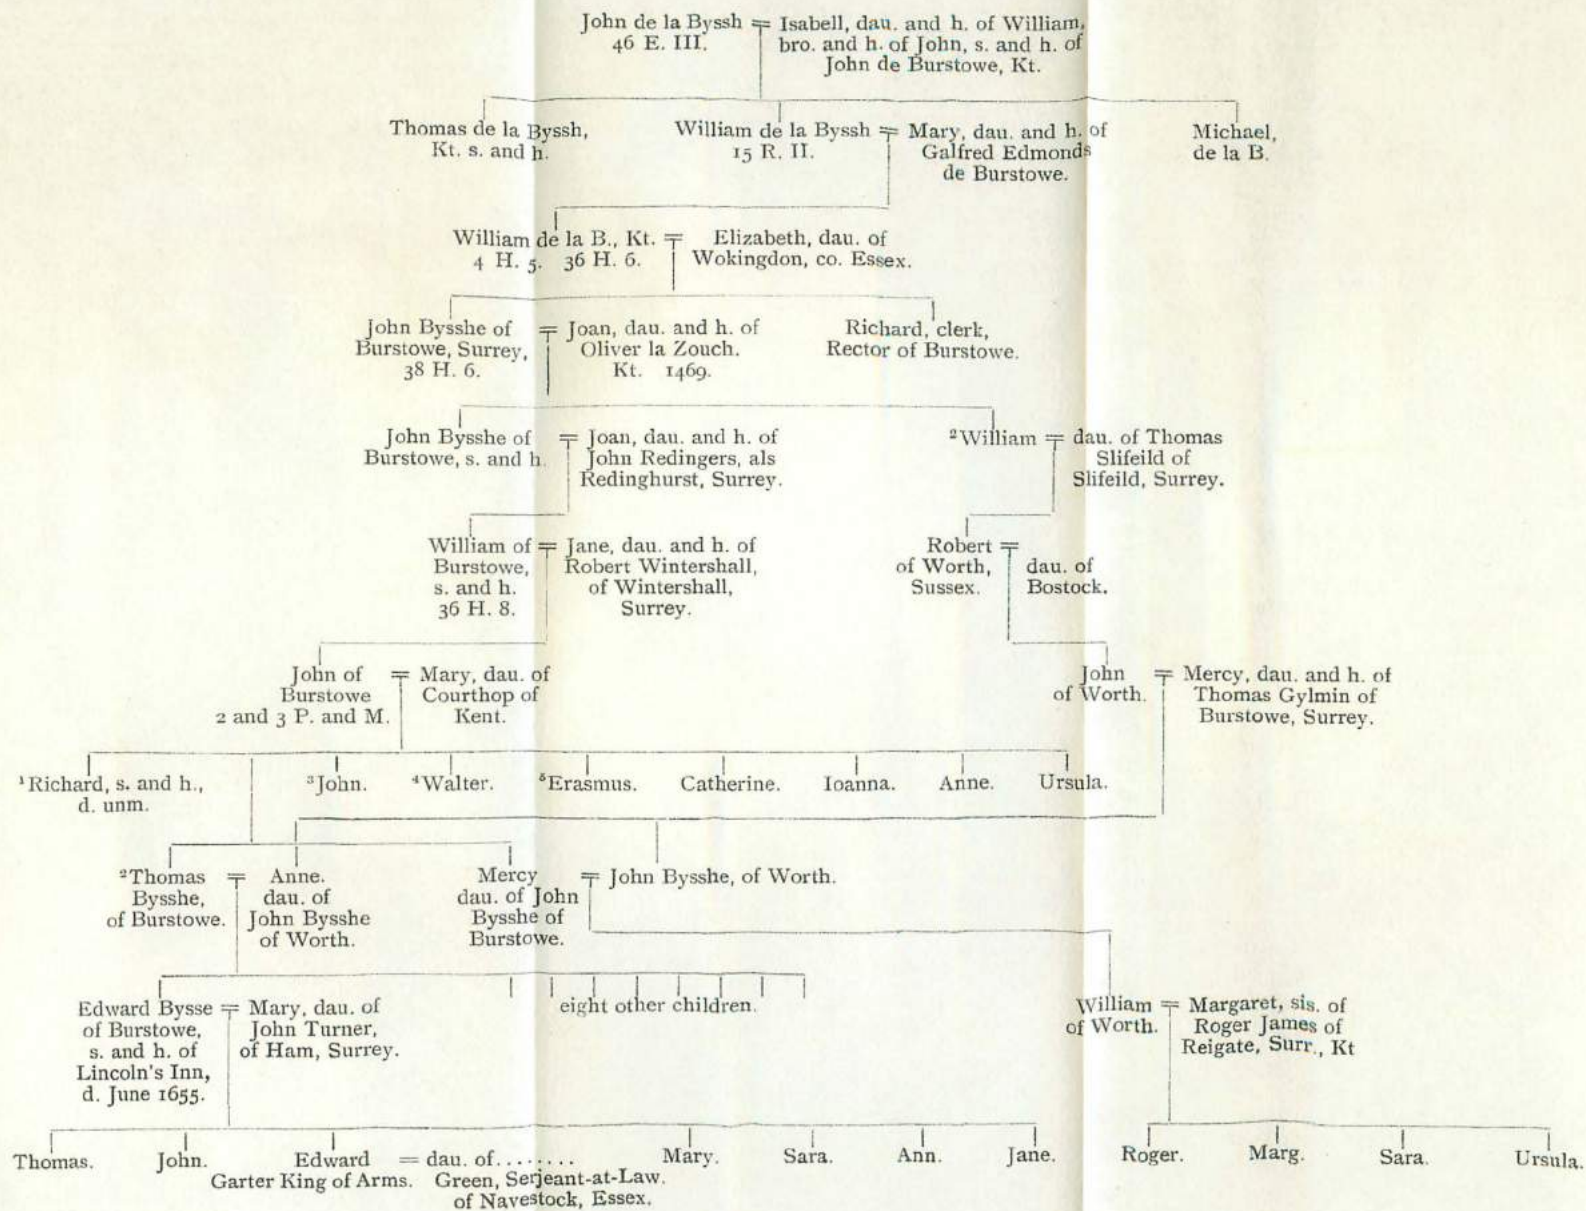 John de la Byssh = Isabell, dau. and h. of William,
46 E. III. bro. and h. of John, s. and h. of
John de Burstowe, Kt.
Thomas de la Byssh,
Kt. s. and h.
William de la Byssh = Mary, dau. and h. of
15 R. II. Galfred Edmonds
de Burstowe.
Michael,
de la B.
William de la B., Kt. = Elizabeth, dau. of
4 H. 5. 36 H. 6. Wokingdon, co. Essex.
John Bysshe of = Joan, dau. and h. of
Burstowe, Surrey, Oliver la Zouch.
38 H. 6. Kt. 1469.
Richard, clerk,
Rector of Burstowe.
John Bysshe of = Joan, dau. and h. of
Burstowe, s. and h. John Redingers, als
Redinghurst, Surrey.
²William = dau. of Thomas
Slifeild of
Slifeild, Surrey.
William of = Jane, dau. and h. of
Burstowe, Robert Wintershall,
s. and h. of Wintershall,
36 H. 8. Surrey.
Robert =
of Worth, dau. of
Sussex. Bostock.
John of = Mary, dau. of
Burstowe Courthop of
2 and 3 P. and M. Kent.
John = Mercy, dau. and h. of
of Worth. Thomas Gylmin of
Burstowe, Surrey.
¹Richard, s. and h., ³John. ⁴Walter. ⁵Erasmus. Catherine. Ioanna. Anne. Ursula.
d. unm.
²Thomas = Anne.
Bysshe, dau. of
of Burstowe. John Bysshe
of Worth.
Mercy = John Bysshe, of Worth.
dau. of John
Bysshe of
Burstowe.
Edward Bysse = Mary, dau. of
of Burstowe, John Turner,
s. and h. of of Ham, Surrey.
Lincoln's Inn,
d. June 1655.
eight other children.
William = Margaret, sis. of
of Worth. Roger James of
Reigate, Surr., Kt
Thomas. John. Edward = dau. of........ Mary. Sara. Ann. Jane. Roger. Marg. Sara. Ursula.
Garter King of Arms. Green, Serjeant-at-Law.
of Navestock, Essex.